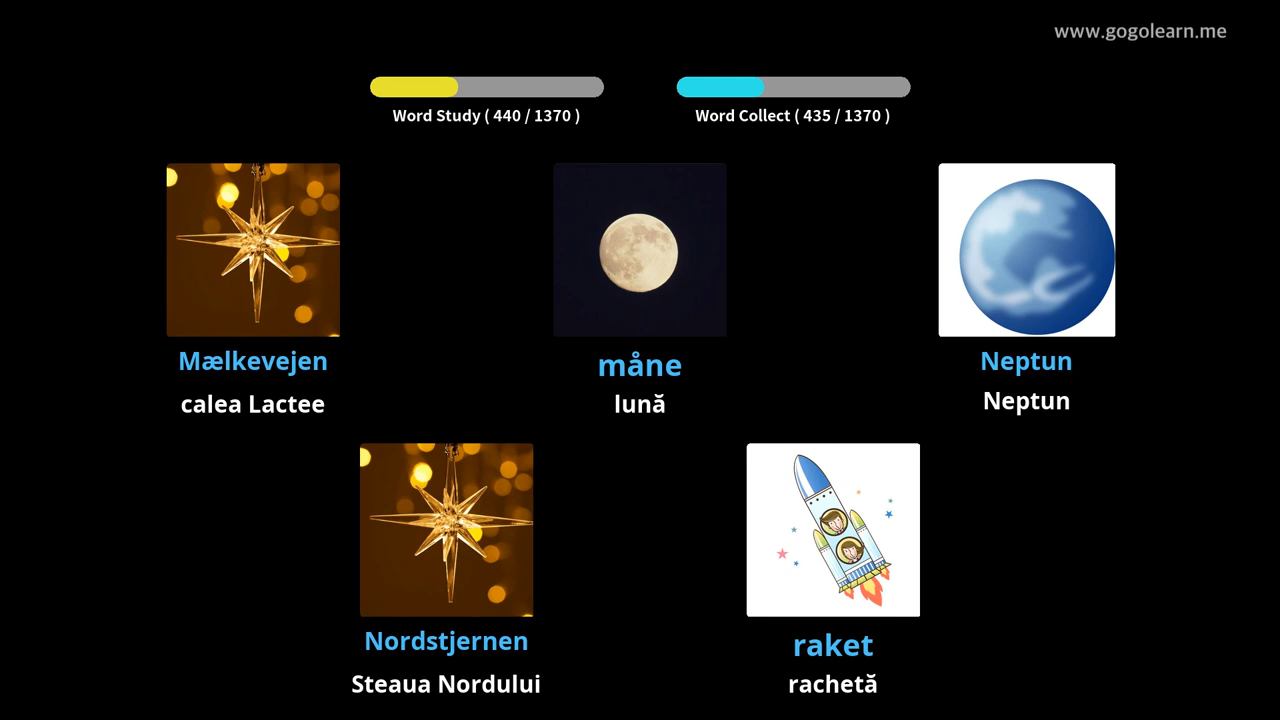 www.gogolearn.me
Word Study ( 440 / 1370 )
Word Collect ( 435 / 1370 )
Mælkevejen
calea Lactee
måne
lună
Neptun
Neptun
Nordstjernen
Steaua Nordului
raket
rachetă